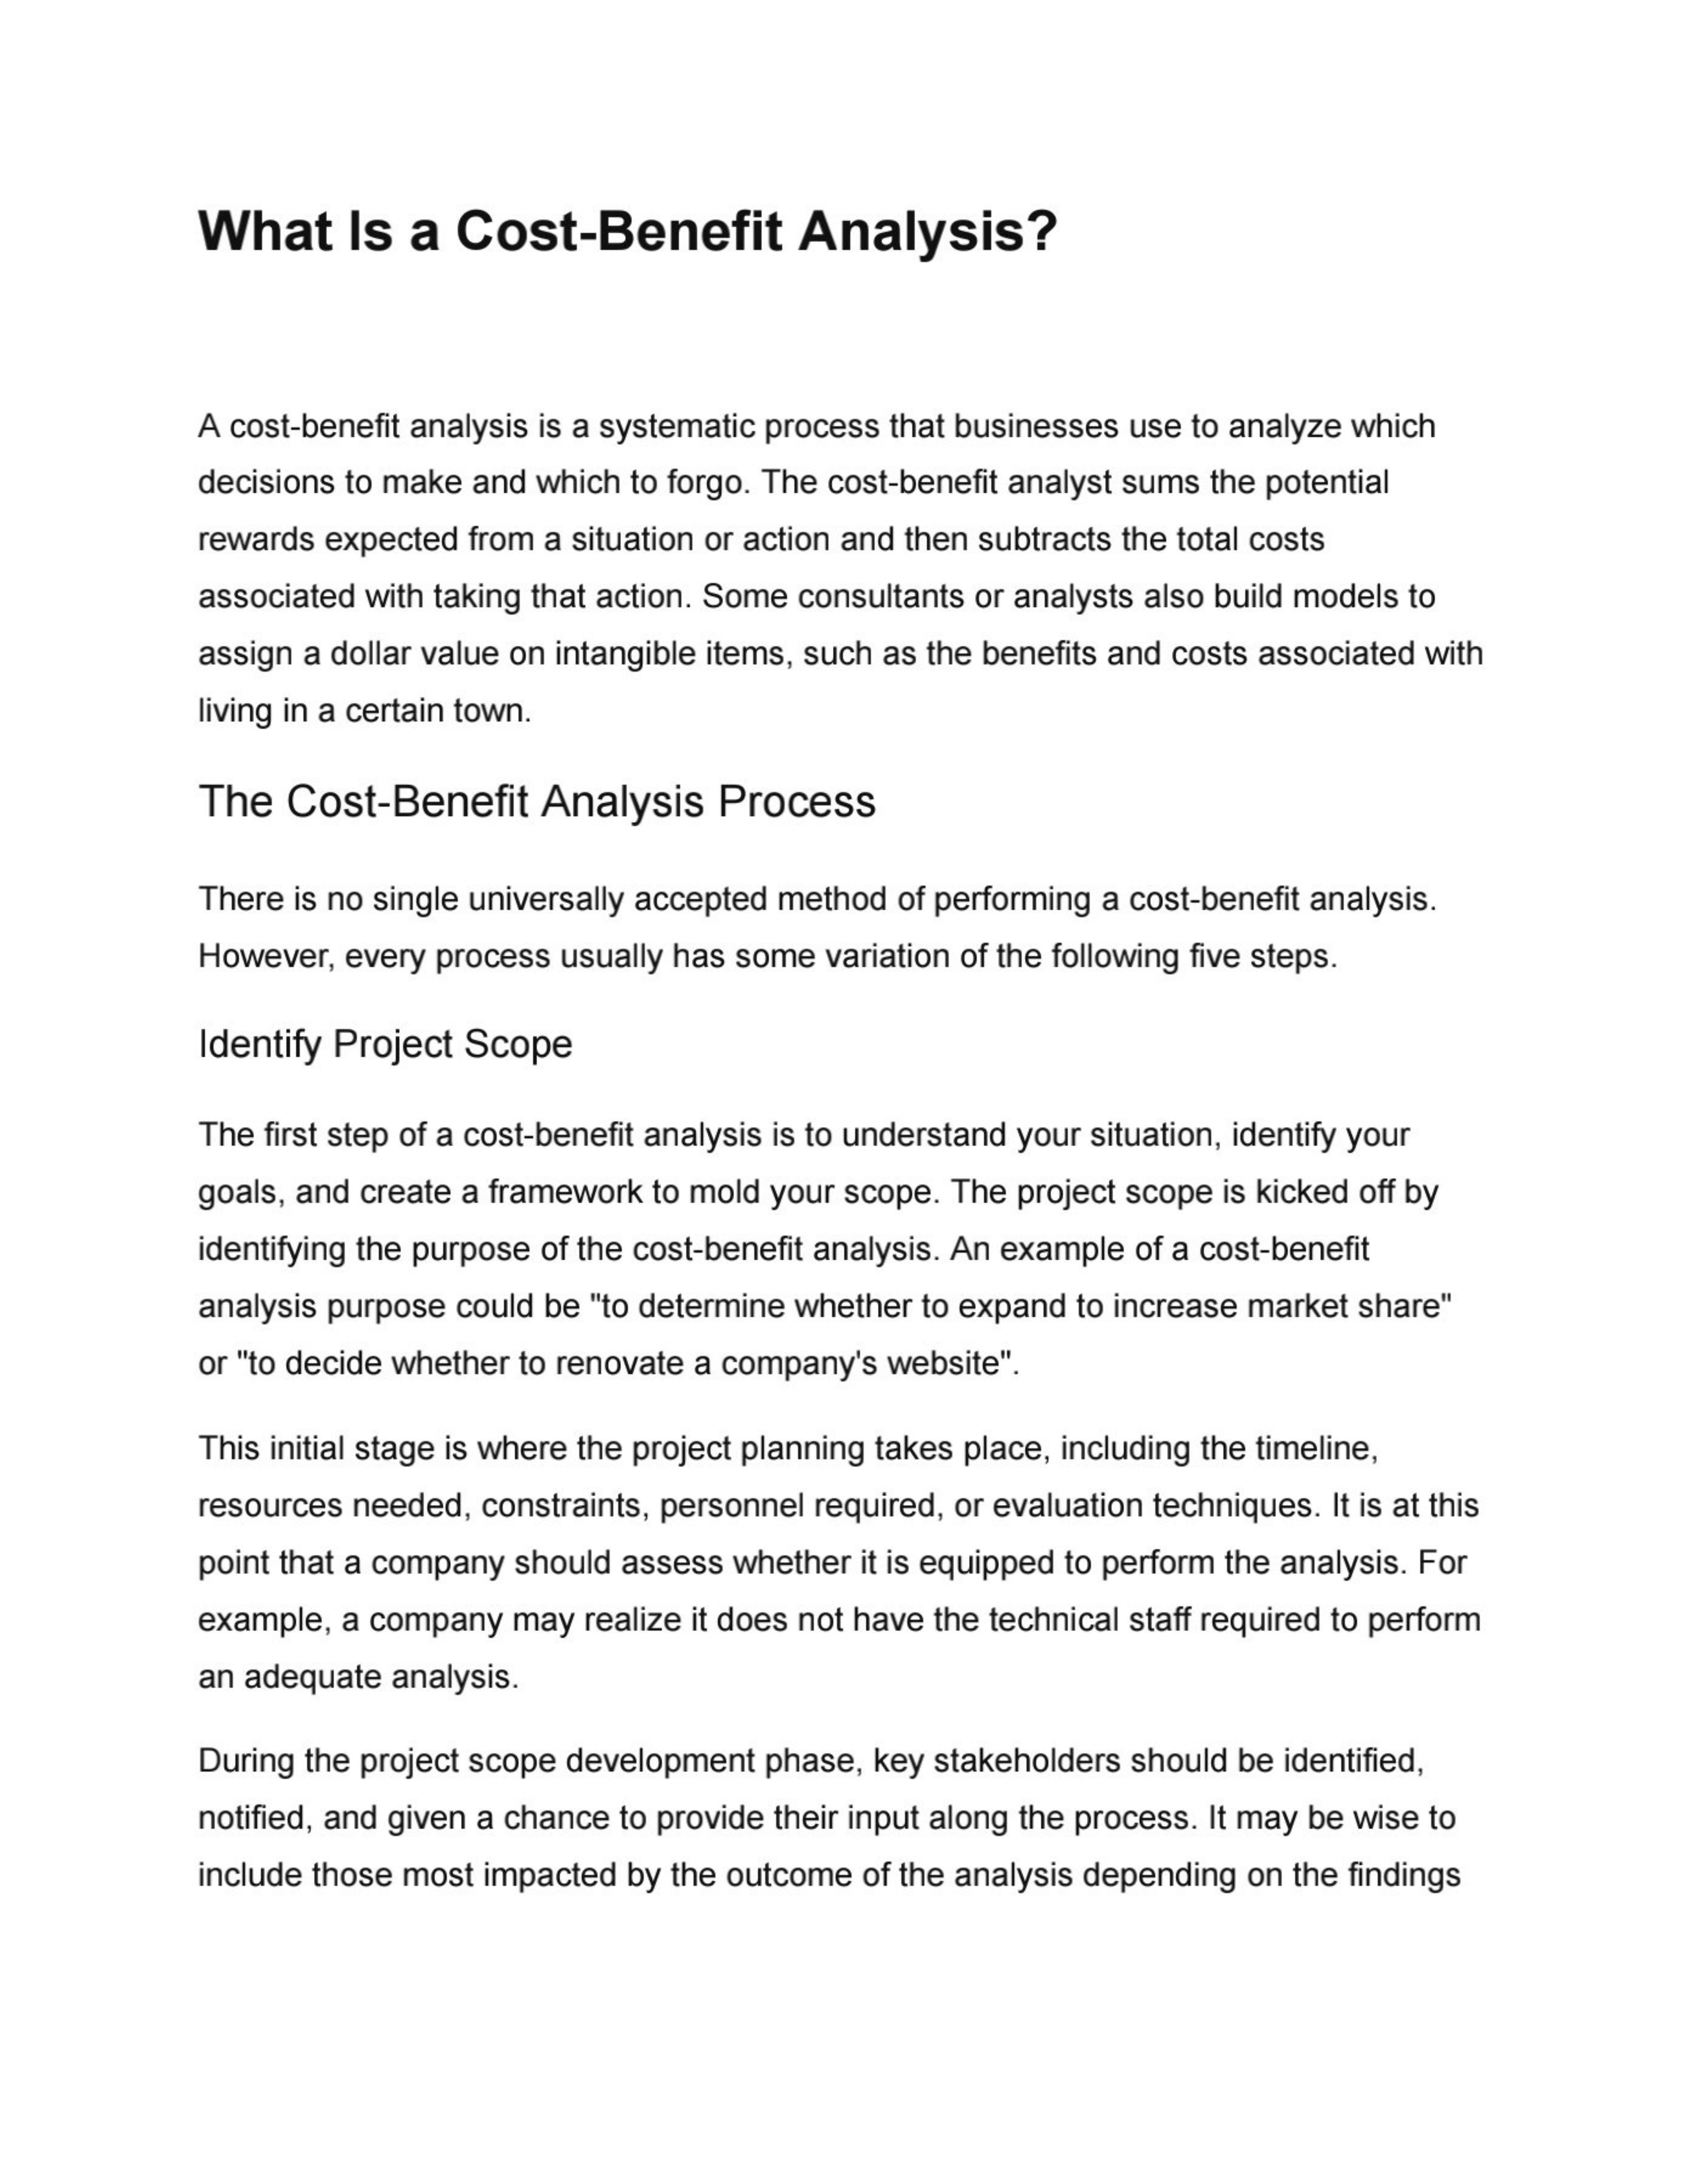 What Is a Cost-Benefit Analysis?
A cost-benefit analysis is a systematic process that businesses use to analyze which
decisions to make and which to forgo. The cost-benefit analyst sums the potential
rewards expected from a situation or action and then subtracts the total costs
associated with taking that action. Some consultants or analysts also build models to
assign a dollar value on intangible items, such as the benefits and costs associated with
living in a certain town.
The Cost-Benefit Analysis Process
There is no single universally accepted method of performing a cost-benefit analysis.
However, every process usually has some variation of the following five steps.
Identify Project Scope
The first step of a cost-benefit analysis is to understand your situation, identify your
goals, and create a framework to mold your scope. The project scope is kicked off by
identifying the purpose of the cost-benefit analysis. An example of a cost-benefit
analysis purpose could be "to determine whether to expand to increase market share"
or "to decide whether to renovate a company's website".
This initial stage is where the project planning takes place, including the timeline,
resources needed, constraints, personnel required, or evaluation techniques. It is at this
point that a company should assess whether it is equipped to perform the analysis. For
example, a company may realize it does not have the technical staff required to perform
an adequate analysis.
During the project scope development phase, key stakeholders should be identified,
notified, and given a chance to provide their input along the process. It may be wise to
include those most impacted by the outcome of the analysis depending on the findings